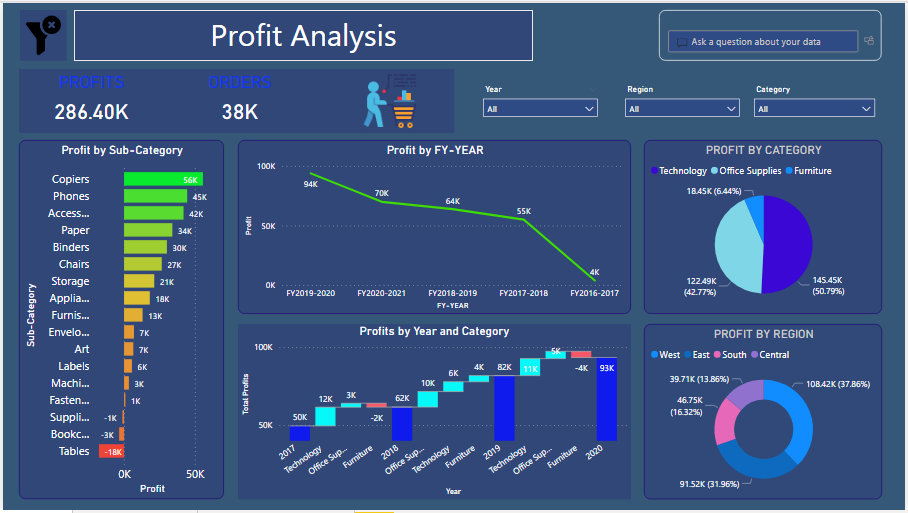 Profit Analysis
Ask a question about your data
PROFITS
286.40K
ORDERS
38K
Year
All
Region
All
Category
All
Profit by Sub-Category
Sub-Category
Copiers 56K
Phones 45K
Access... 42K
Paper 34K
Binders 30K
Chairs 27K
Storage 21K
Applia... 18K
Furnis... 13K
Envelo... 7K
Art 7K
Labels 6K
Machi... 3K
Fasten... 1K
Suppli... -1K
Bookc... -3K
Tables -18K
0K 50K
Profit
Profit by FY-YEAR
Profit
100K
50K
0K
94K
70K
64K
55K
4K
FY2019-2020 FY2020-2021 FY2018-2019 FY2017-2018 FY2016-2017
FY-YEAR
Profits by Year and Category
Total Profits
100K
50K
50K 12K 3K -2K 62K 10K 6K 4K 82K 11K 5K -4K 93K
2017 Technology Office Sup... Furniture 2018 Office Sup... Technology Furniture 2019 Technology Office Sup... Furniture 2020
Year
PROFIT BY CATEGORY
Technology Office Supplies Furniture
18.45K (6.44%)
122.49K
(42.77%)
145.45K
(50.79%)
PROFIT BY REGION
West East South Central
39.71K (13.86%)
108.42K (37.86%)
46.75K
(16.32%)
91.52K (31.96%)